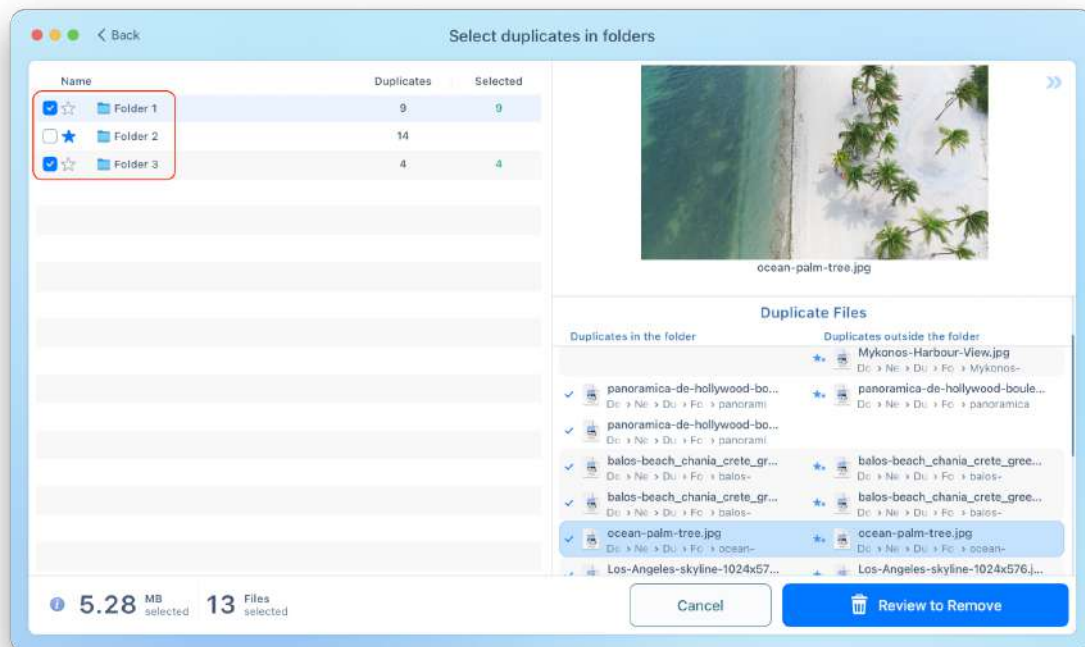 Back
Select duplicates in folders
Name Duplicates Selected
Folder 1 9 9
Folder 2 14
Folder 3 4 4
ocean-palm-tree.jpg
Duplicate Files
Duplicates in the folder Duplicates outside the folder
Mykonos-Harbour-View.jpg
Do › Ne › Du › Fo › Mykonos-
panoramica-de-hollywood-bo... panoramica-de-hollywood-boule...
Do › Ne › Du › Fo › panorami Do › Ne › Du › Fo › panoramica
panoramica-de-hollywood-bo...
Do › Ne › Du › Fo › panorami
balos-beach_chania_crete_gr... balos-beach_chania_crete_gree...
Do › Ne › Du › Fo › balos- Do › Ne › Du › Fo › balos-
balos-beach_chania_crete_gr... balos-beach_chania_crete_gree...
Do › Ne › Du › Fo › balos- Do › Ne › Du › Fo › balos-
ocean-palm-tree.jpg ocean-palm-tree.jpg
Do › Ne › Du › Fo › ocean- Do › Ne › Du › Fo › ocean-
Los-Angeles-skyline-1024x57... Los-Angeles-skyline-1024x576.j...
5.28 MB selected 13 Files selected
Cancel Review to Remove